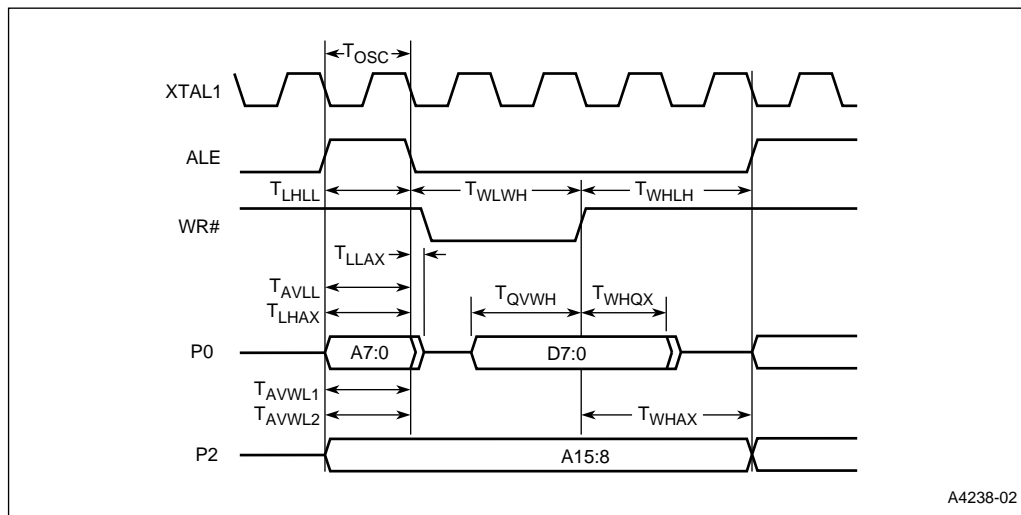 TOSC
XTAL1
ALE
TLHLL TWLWH TWHLH
WR#
TLLAX
TAVLL TQVWH TWHQX
TLHAX
P0 A7:0 D7:0
TAVWL1
TAVWL2 TWHAX
P2 A15:8
A4238-02